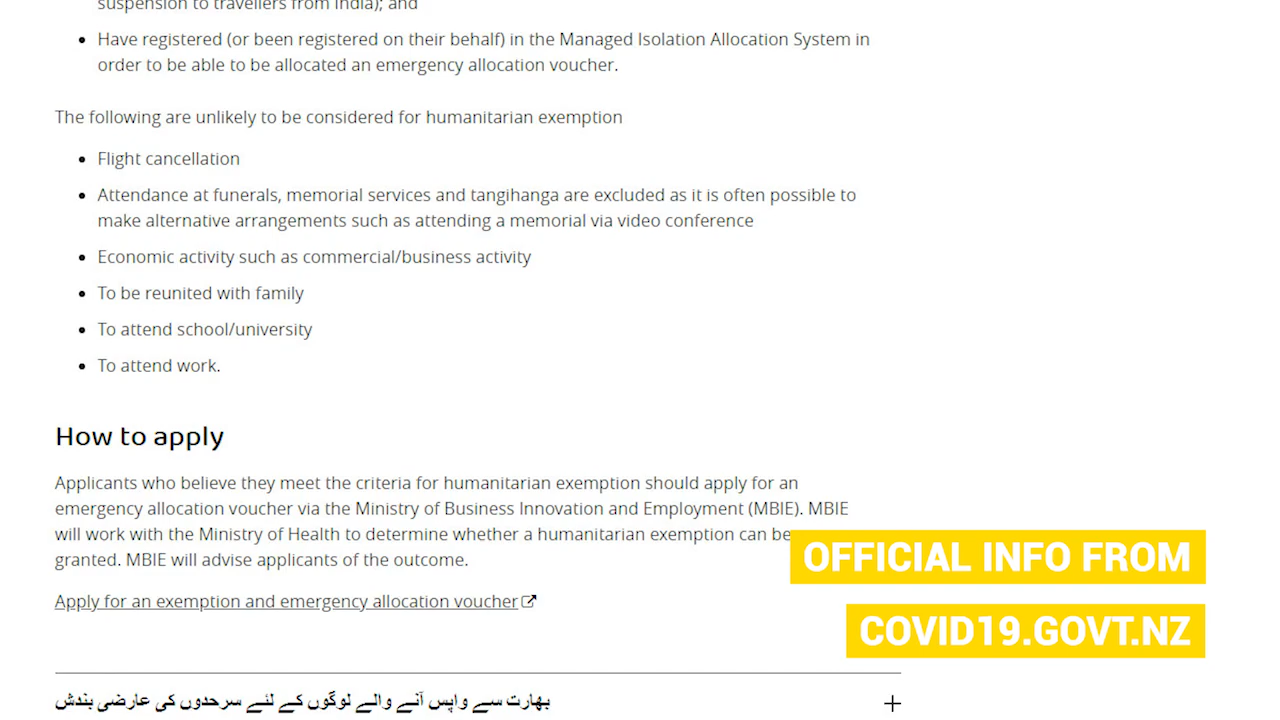 suspension to travellers from India); and
Have registered (or been registered on their behalf) in the Managed Isolation Allocation System in
order to be able to be allocated an emergency allocation voucher.
The following are unlikely to be considered for humanitarian exemption
Flight cancellation
Attendance at funerals, memorial services and tangihanga are excluded as it is often possible to
make alternative arrangements such as attending a memorial via video conference
Economic activity such as commercial/business activity
To be reunited with family
To attend school/university
To attend work.
How to apply
Applicants who believe they meet the criteria for humanitarian exemption should apply for an
emergency allocation voucher via the Ministry of Business Innovation and Employment (MBIE). MBIE
will work with the Ministry of Health to determine whether a humanitarian exemption can be
granted. MBIE will advise applicants of the outcome.
Apply for an exemption and emergency allocation voucher
OFFICIAL INFO FROM
COVID19.GOVT.NZ
بھارت سے واپس آنے والے لوگوں کے لئے سرحدوں کی عارضی بندش